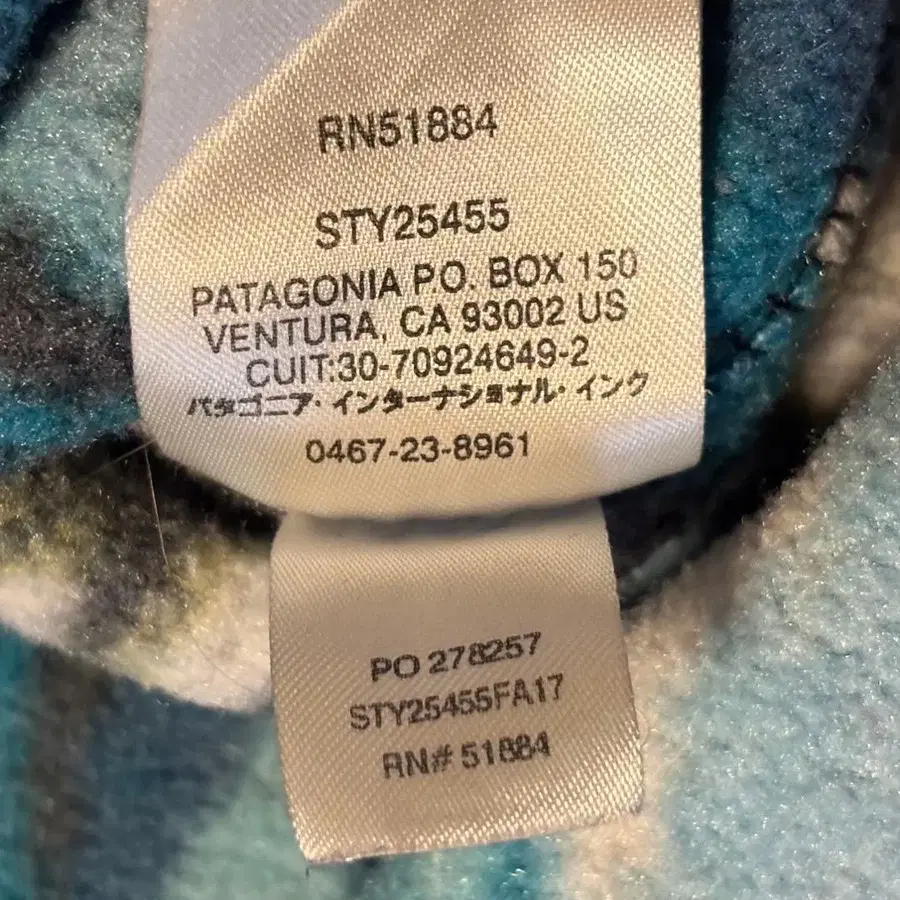 RN51884
STY25455
PATAGONIA P.O. BOX 150
VENTURA, CA 93002 US
CUIT:30-70924649-2
パタゴニア・インターナショナル・インク
0467-23-8961
PO 278257
STY25455FA17
RN# 51884